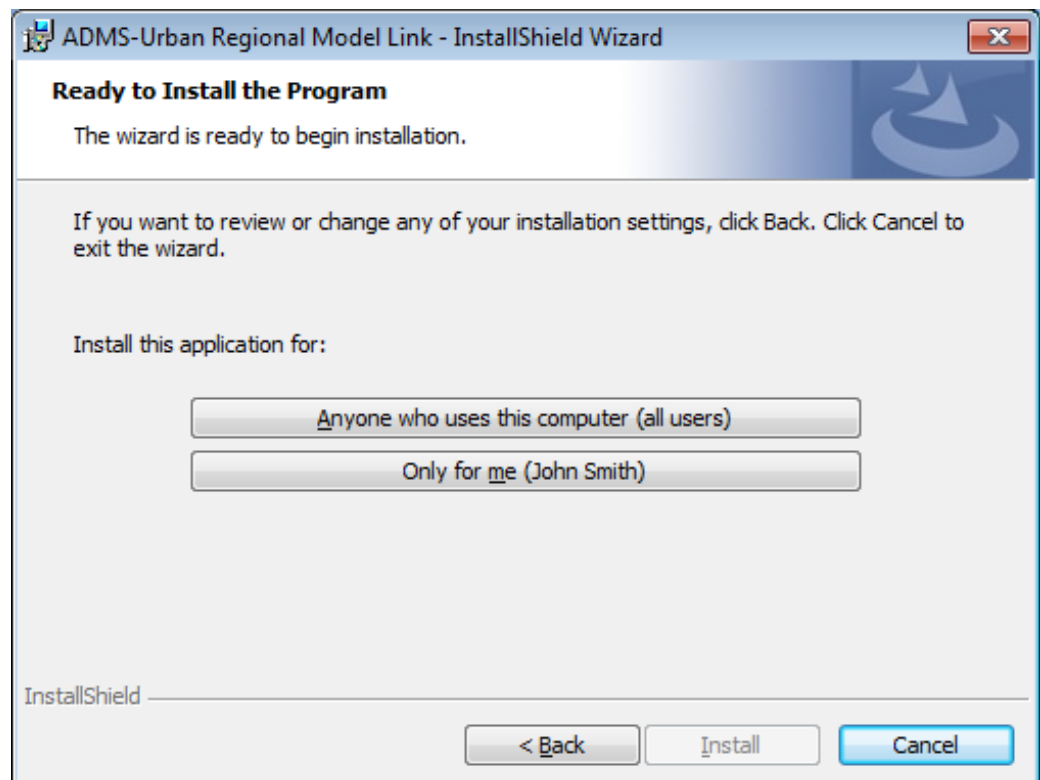 ADMS-Urban Regional Model Link - InstallShield Wizard
Ready to Install the Program
The wizard is ready to begin installation.
If you want to review or change any of your installation settings, click Back. Click Cancel to
exit the wizard.
Install this application for:
Anyone who uses this computer (all users)
Only for me (John Smith)
InstallShield
< Back
Install
Cancel